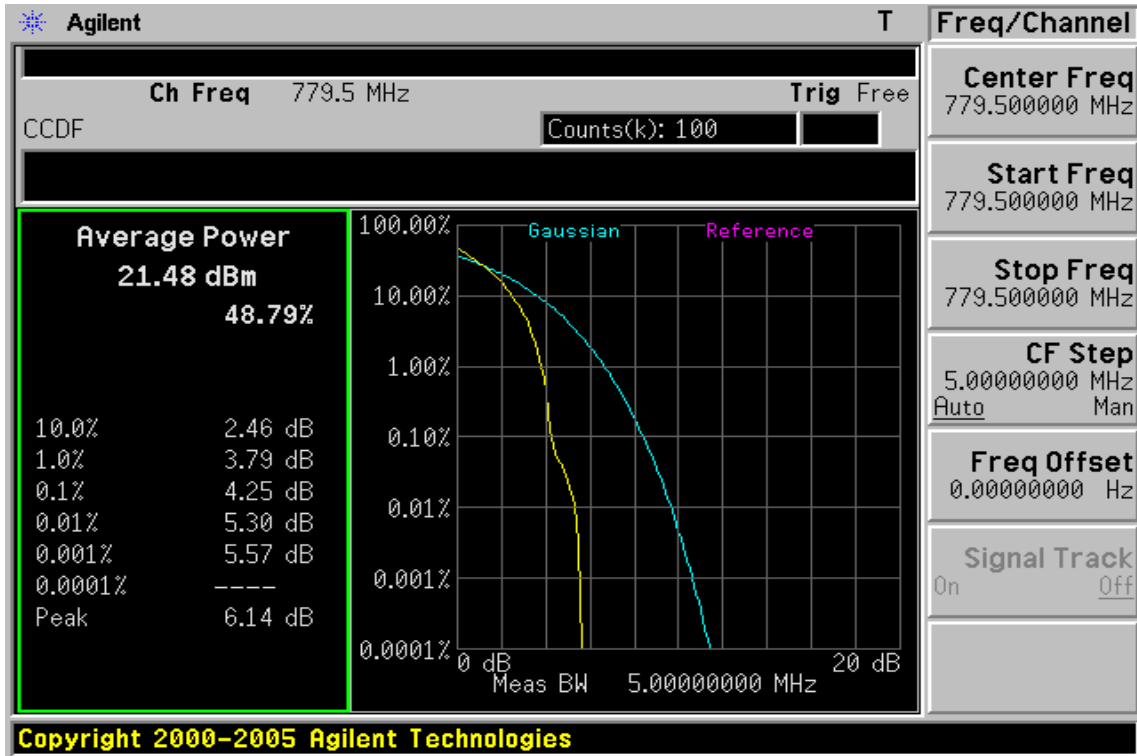 Agilent
T
Freq/Channel
Ch Freq 779.5 MHz
Trig Free
CCDF
Counts(k): 100
Average Power
21.48 dBm
48.79%
10.0% 2.46 dB
1.0% 3.79 dB
0.1% 4.25 dB
0.01% 5.30 dB
0.001% 5.57 dB
0.0001% ----
Peak 6.14 dB
Gaussian
Reference
100.00%
10.00%
1.00%
0.10%
0.01%
0.001%
0.0001%
0 dB
20 dB
Meas BW 5.00000000 MHz
Center Freq
779.500000 MHz
Start Freq
779.500000 MHz
Stop Freq
779.500000 MHz
CF Step
5.00000000 MHz
Auto Man
Freq Offset
0.00000000 Hz
Signal Track
On Off
Copyright 2000-2005 Agilent Technologies